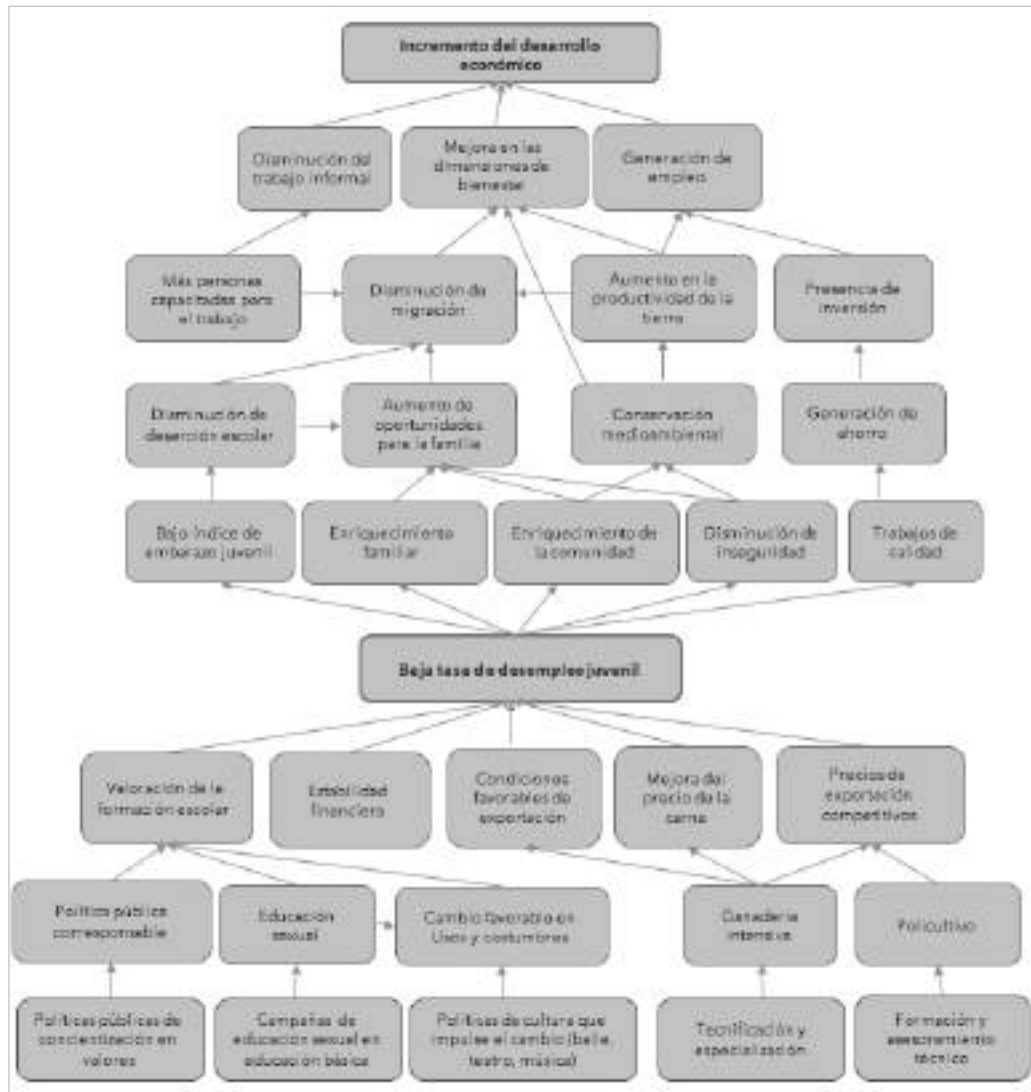 Incremento del desarrollo
económico
Disminución del
trabajo informal
Mejora en las
dimensiones de
bienestar
Generación de
empleo
Más personas
capacitadas para
el trabajo
Disminución de
migración
Aumento en la
productividad de la
tierra
Presencia de
inversión
Disminución de
deserción escolar
Aumento de
oportunidades
para la familia
Conservación
medioambiental
Generación de
ahorro
Bajo índice de
embarazo juvenil
Enriquecimiento
familiar
Enriquecimiento de
la comunidad
Disminución de
inseguridad
Trabajos de
calidad
Baja tasa de desempleo juvenil
Valoración de la
formación escolar
Estabilidad
financiera
Condiciones
favorables de
exportación
Mejora del
precio de la
carne
Precios de
exportación
competitivos
Política pública
corresponsable
Educación
sexual
Cambio favorable en
Usos y costumbres
Ganadería
intensiva
Policultivo
Políticas públicas de
concientización en
valores
Campañas de
educación sexual en
educación básica
Políticas de cultura que
impulse el cambio (baile,
teatro, música)
Tecnificación y
especialización
Formación y
asesoramiento
técnico